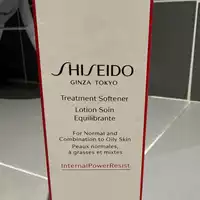 SHISEIDO
GINZA TOKYO
Treatment Softener
Lotion Soin
Equilibrante
For Normal and
Combination to Oily Skin
Peaux normales,
à grasses et mixtes
InternalPowerResist